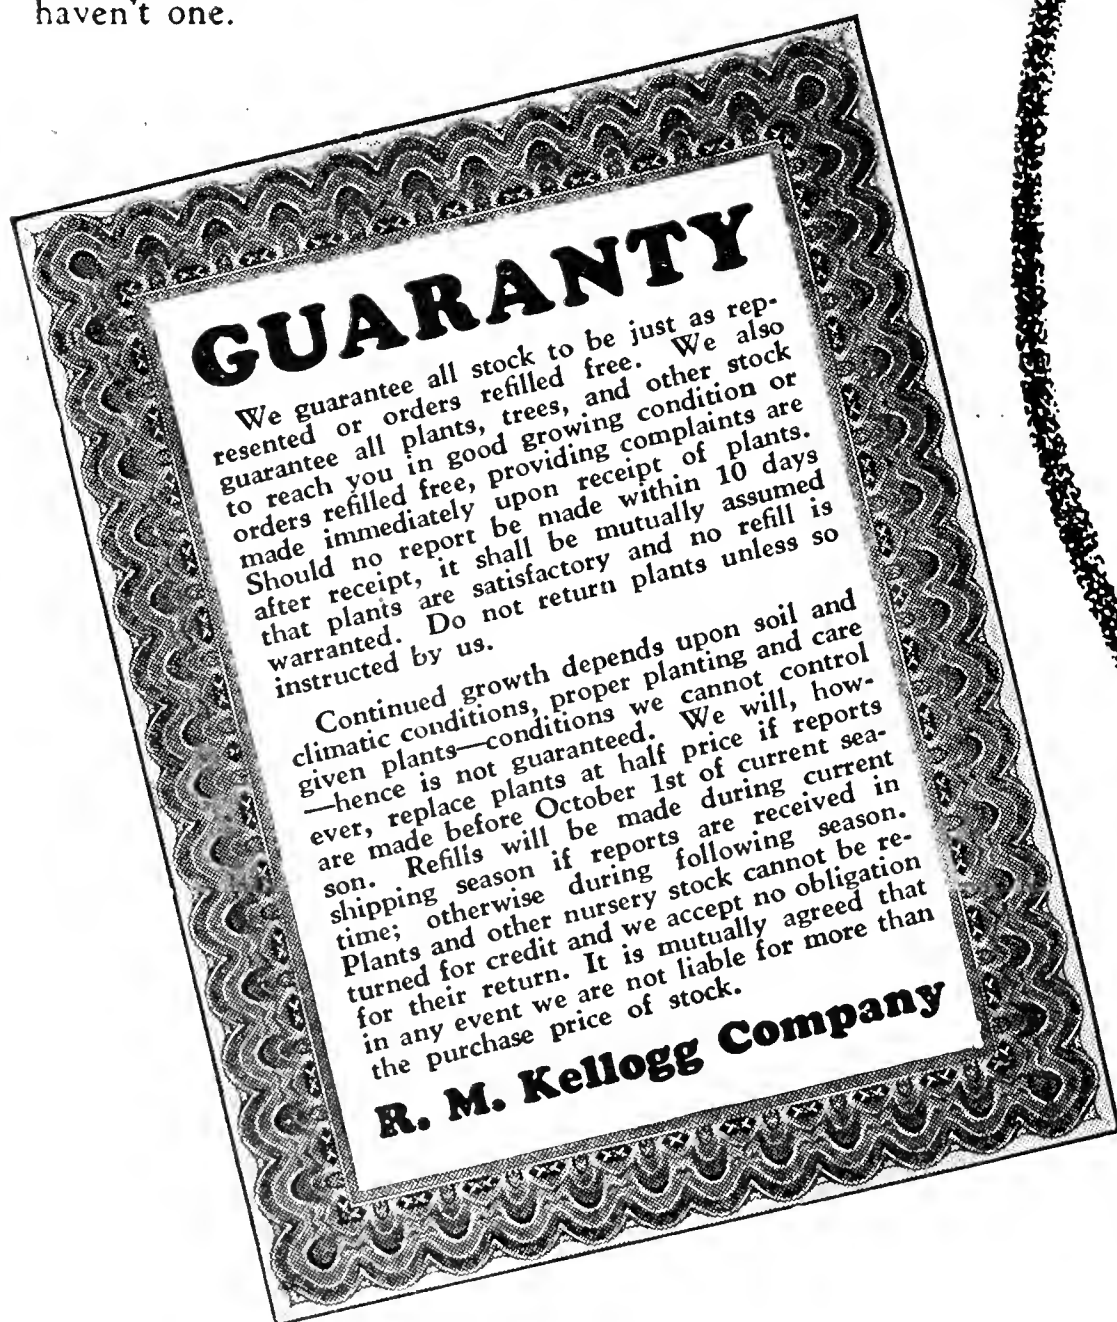 haven't one.
GUARANTY
We guarantee all stock to be just as rep-
resented or orders refilled free. We also
guarantee all plants, trees, and other stock
to reach you in good growing condition or
orders refilled free, providing complaints are
made immediately upon receipt of plants.
Should no report be made within 10 days
after receipt, it shall be mutually assumed
that plants are satisfactory and no refill is
warranted. Do not return plants unless so
instructed by us.
Continued growth depends upon soil and
climatic conditions, proper planting and care
given plants—conditions we cannot control
—hence is not guaranteed. We will, how-
ever, replace plants at half price if reports
are made before October 1st of current sea-
son. Refills will be made during current
shipping season if reports are received in
time; otherwise during following season.
Plants and other nursery stock cannot be re-
turned for credit and we accept no obligation
for their return. It is mutually agreed that
in any event we are not liable for more than
the purchase price of stock.
R. M. Kellogg Company